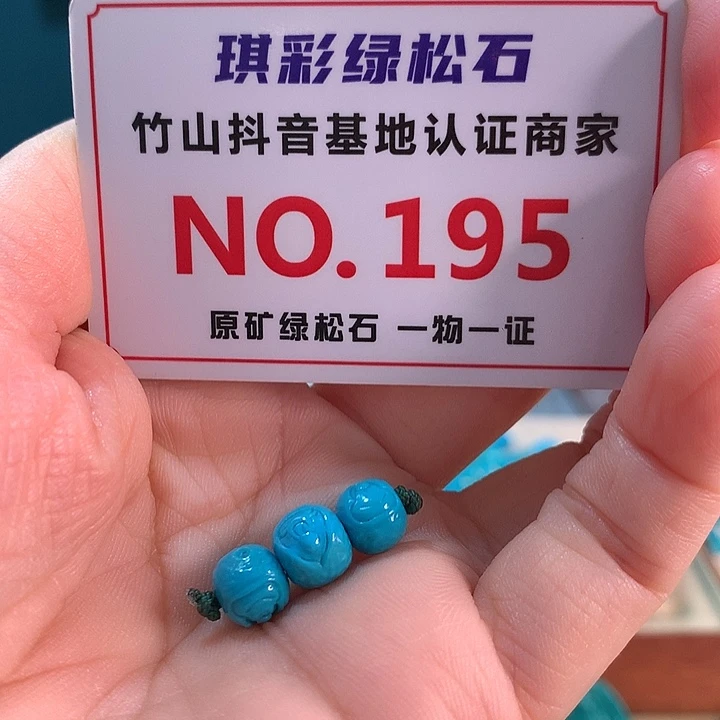 琪彩绿松石
竹山抖音基地认证商家
NO.195
原矿绿松石 一物一证